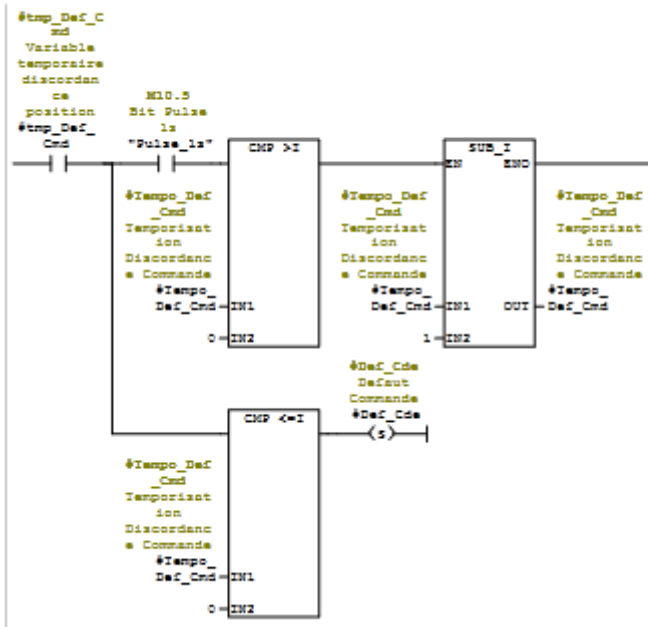 #tmp_Def_C
md
Variable
temporaire
discordan
ce
position
#tmp_Def_
Cmd
M10.5
Bit Pulse
1s
"Pulse_1s"
CMP >I
#Tempo_Def
_Cmd
Temporisat
ion
Discordanc
e Commande
#Tempo_
Def_Cmd
IN1
0
IN2
SUB_I
EN
ENO
#Tempo_Def
_Cmd
Temporisat
ion
Discordanc
e Commande
#Tempo_
Def_Cmd
IN1
1
IN2
OUT
#Tempo_Def
_Cmd
Temporisat
ion
Discordanc
e Commande
#Tempo_
Def_Cmd
CMP <=I
#Def_Cde
Defaut
Commande
#Def_Cde
(S)
#Tempo_Def
_Cmd
Temporisat
ion
Discordanc
e Commande
#Tempo_
Def_Cmd
IN1
0
IN2